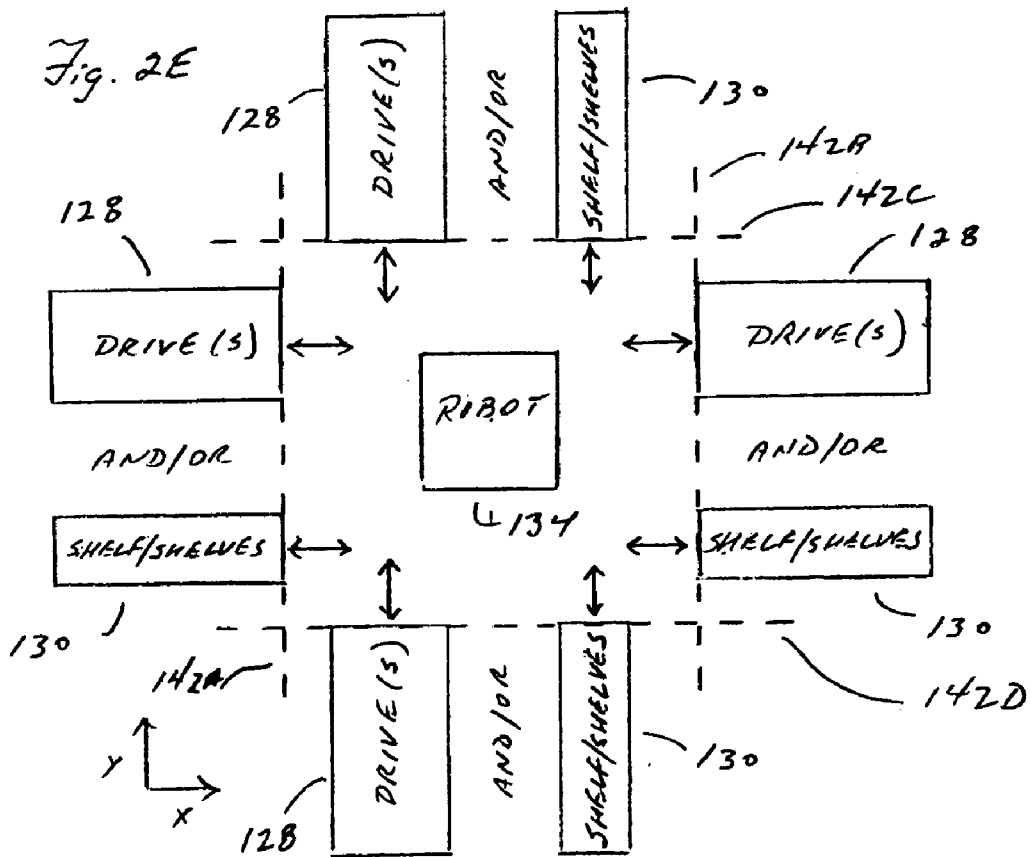 Fig. 2E
128
DRIVE(S)
AND/OR
SHELF/SHELVES
130
142B
142C
128
128
DRIVE(S)
DRIVE(S)
ROBOT
AND/OR
AND/OR
134
SHELF/SHELVES
SHELF/SHELVES
130
130
142A
142D
DRIVE(S)
AND/OR
SHELF/SHELVES
130
Y
X
128